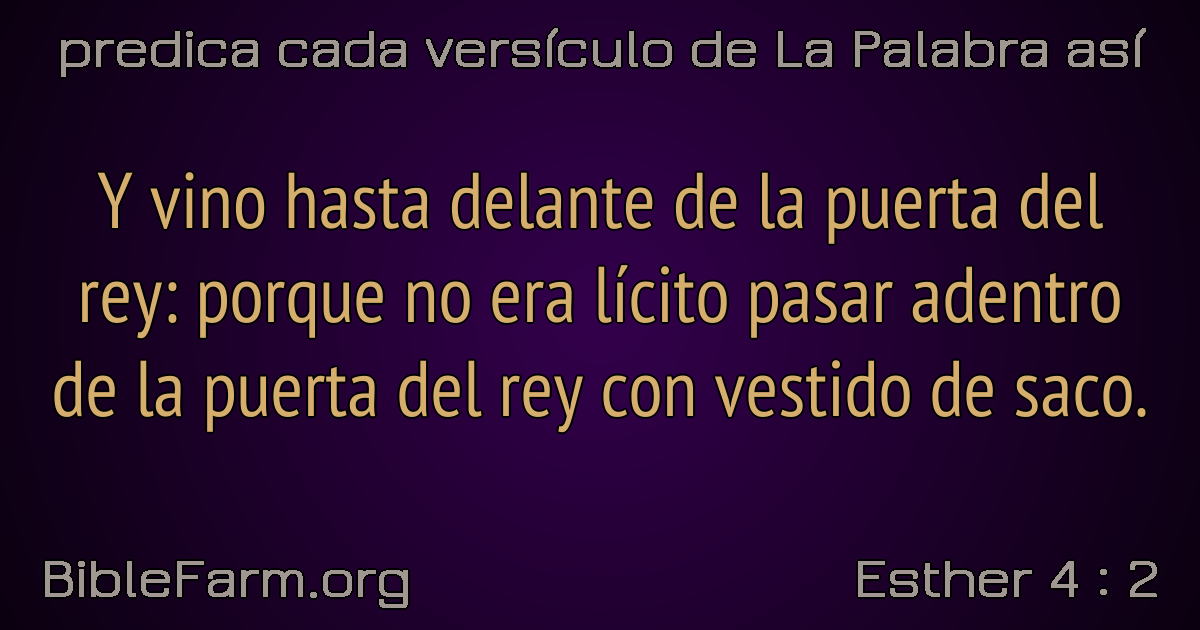 predica cada versículo de La Palabra así
Y vino hasta delante de la puerta del
rey: porque no era lícito pasar adentro
de la puerta del rey con vestido de saco.
BibleFarm.org
Esther 4 : 2